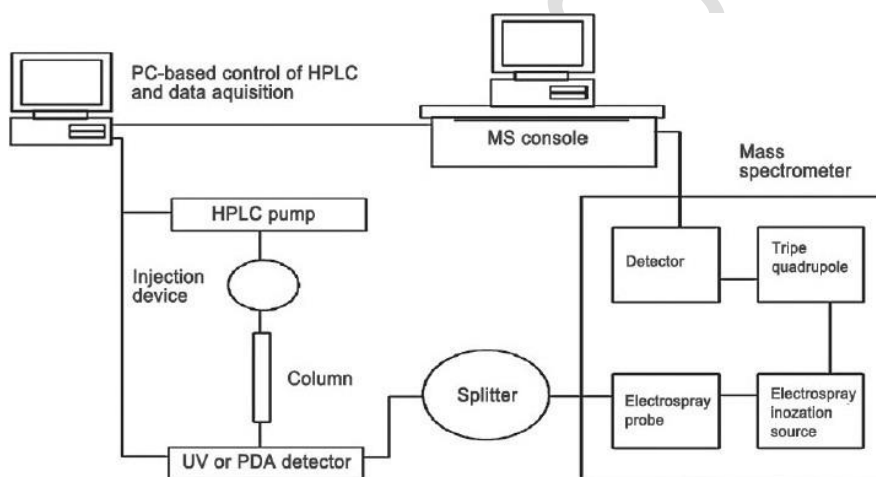 PC-based control of HPLC
and data aquisition
MS console
Mass
spectrometer
HPLC pump
Injection
device
Detector
Tripe
quadrupole
Column
Splitter
Electrospray
probe
Electrospray
inozation
source
UV or PDA detector